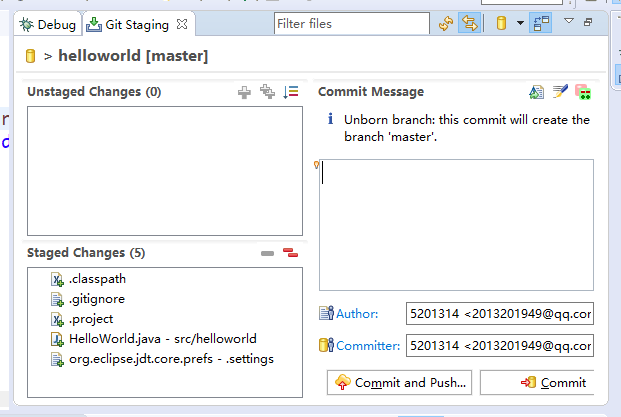 Debug
Git Staging
Filter files
> helloworld [master]
Unstaged Changes (0)
Commit Message
Unborn branch: this commit will create the
branch 'master'.
Staged Changes (5)
.classpath
.gitignore
.project
HelloWorld.java - src/helloworld
org.eclipse.jdt.core.prefs - .settings
Author:
5201314 <2013201949@qq.cor
Committer:
5201314 <2013201949@qq.cor
Commit and Push...
Commit